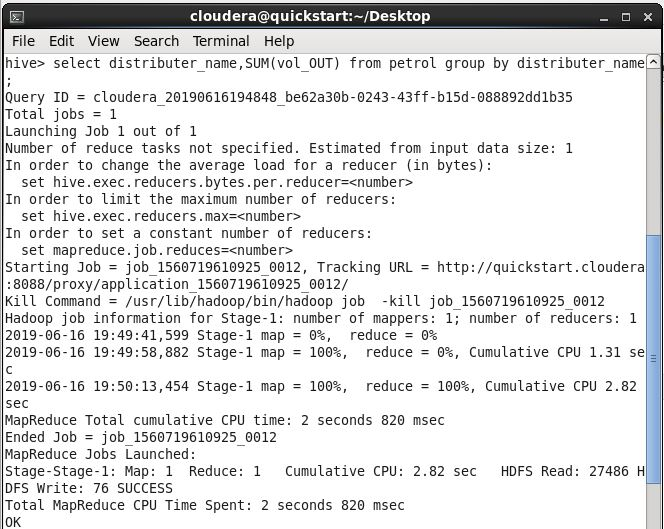 cloudera@quickstart:~/Desktop
File Edit View Search Terminal Help
hive> select distributer_name,SUM(vol_OUT) from petrol group by distributer_name
;
Query ID = cloudera_20190616194848_be62a30b-0243-43ff-b15d-088892dd1b35
Total jobs = 1
Launching Job 1 out of 1
Number of reduce tasks not specified. Estimated from input data size: 1
In order to change the average load for a reducer (in bytes):
  set hive.exec.reducers.bytes.per.reducer=<number>
In order to limit the maximum number of reducers:
  set hive.exec.reducers.max=<number>
In order to set a constant number of reducers:
  set mapreduce.job.reduces=<number>
Starting Job = job_1560719610925_0012, Tracking URL = http://quickstart.cloudera
:8088/proxy/application_1560719610925_0012/
Kill Command = /usr/lib/hadoop/bin/hadoop job  -kill job_1560719610925_0012
Hadoop job information for Stage-1: number of mappers: 1; number of reducers: 1
2019-06-16 19:49:41,599 Stage-1 map = 0%,  reduce = 0%
2019-06-16 19:49:58,882 Stage-1 map = 100%,  reduce = 0%, Cumulative CPU 1.31 se
c
2019-06-16 19:50:13,454 Stage-1 map = 100%,  reduce = 100%, Cumulative CPU 2.82
sec
MapReduce Total cumulative CPU time: 2 seconds 820 msec
Ended Job = job_1560719610925_0012
MapReduce Jobs Launched:
Stage-Stage-1: Map: 1  Reduce: 1   Cumulative CPU: 2.82 sec   HDFS Read: 27486 H
DFS Write: 76 SUCCESS
Total MapReduce CPU Time Spent: 2 seconds 820 msec
OK